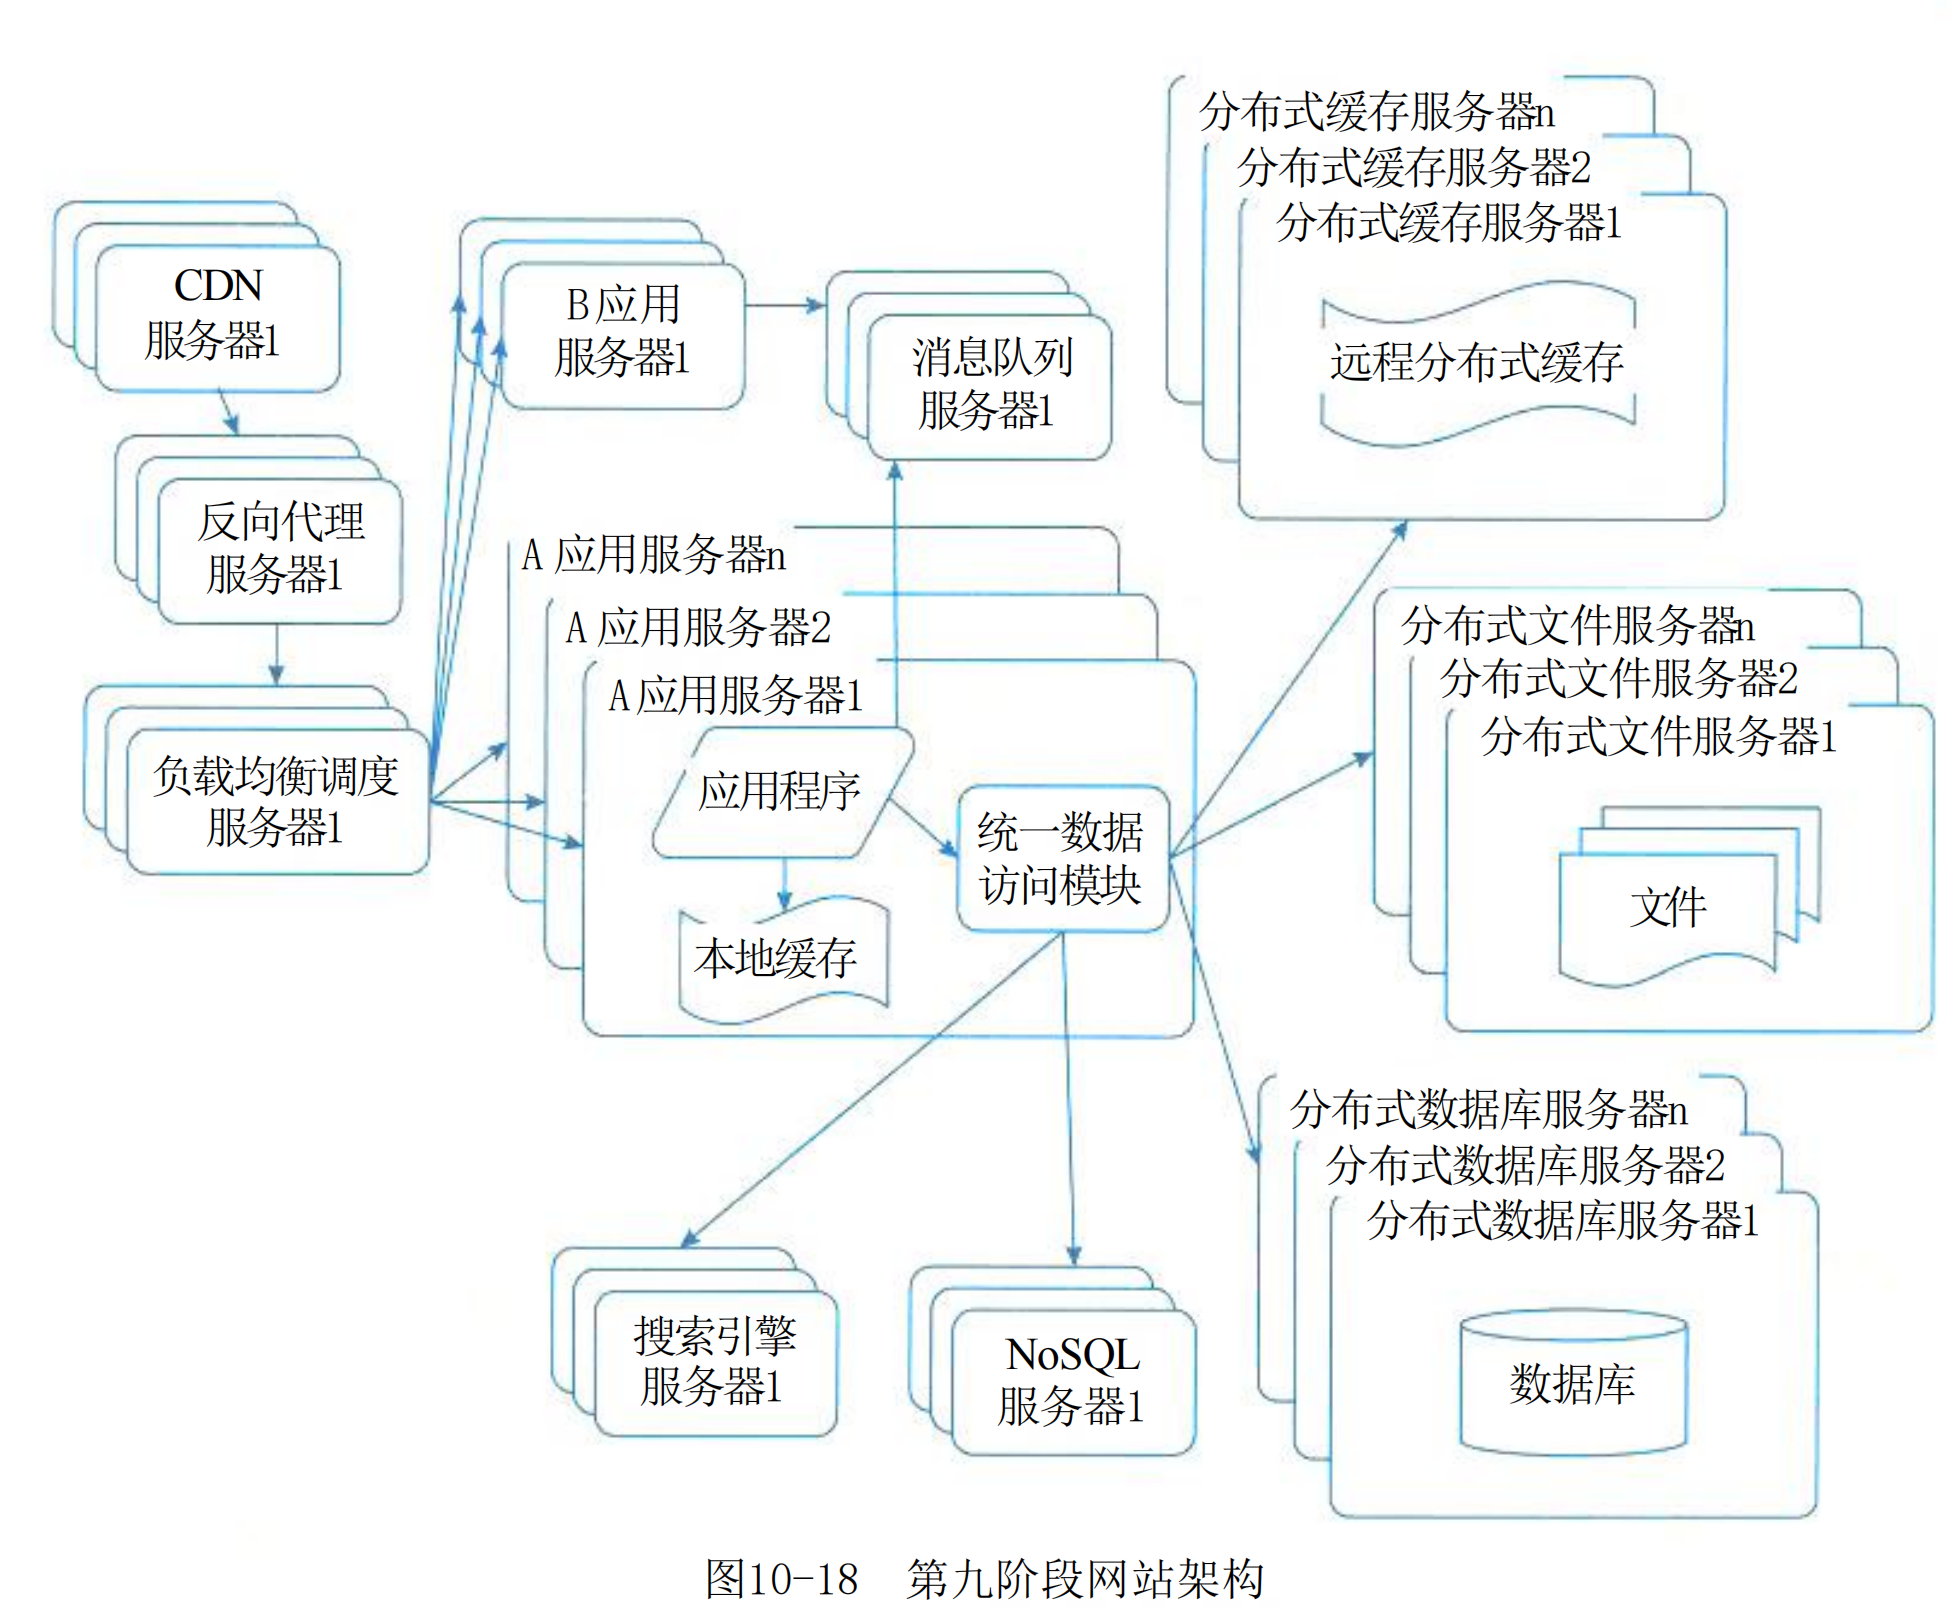 分布式缓存服务器n
分布式缓存服务器2
分布式缓存服务器1
远程分布式缓存
CDN
服务器1
B应用
服务器1
消息队列
服务器1
反向代理
服务器1
负载均衡调度
服务器1
A 应用服务器n
A 应用服务器2
A应用服务器1
应用程序
本地缓存
统一数据
访问模块
分布式文件服务器n
分布式文件服务器2
分布式文件服务器1
文件
分布式数据库服务器n
分布式数据库服务器2
分布式数据库服务器1
数据库
搜索引擎
服务器1
NoSQL
服务器1
图10-18 第九阶段网站架构